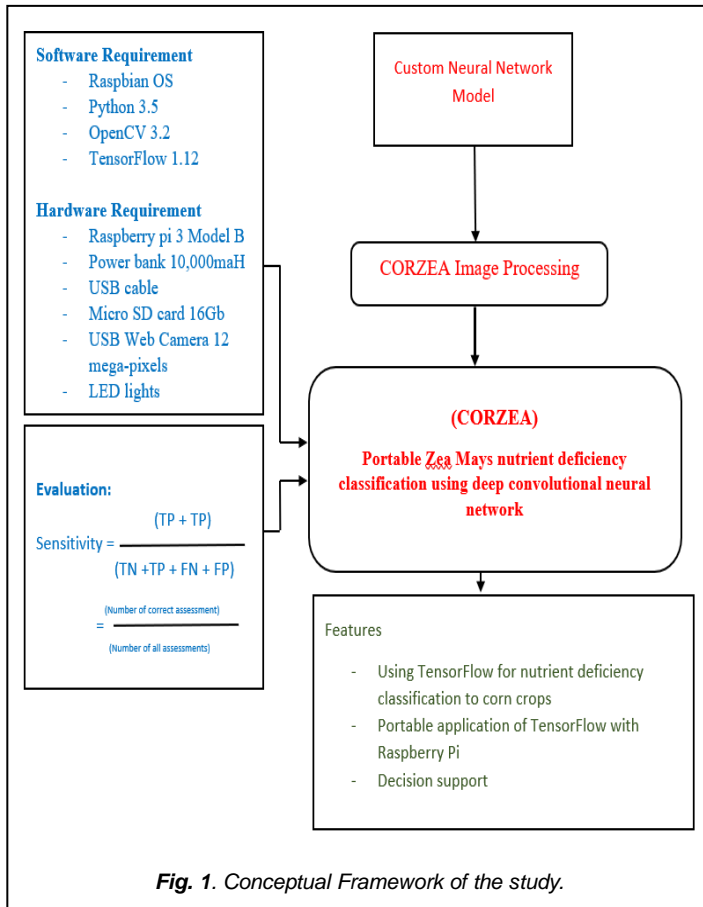 Software Requirement
- Raspbian OS
- Python 3.5
- OpenCV 3.2
- TensorFlow 1.12
Hardware Requirement
- Raspberry pi 3 Model B
- Power bank 10,000maH
- USB cable
- Micro SD card 16Gb
- USB Web Camera 12
mega-pixels
- LED lights
Evaluation:
(TP + TP)
Sensitivity =
(TN +TP + FN + FP)
(Number of correct assessment)
=
(Number of all assessments)
Custom Neural Network
Model
CORZEA Image Processing
(CORZEA)
Portable Zea Mays nutrient deficiency
classification using deep convolutional neural
network
Features
- Using TensorFlow for nutrient deficiency
classification to corn crops
- Portable application of TensorFlow with
Raspberry Pi
- Decision support
Fig. 1. Conceptual Framework of the study.